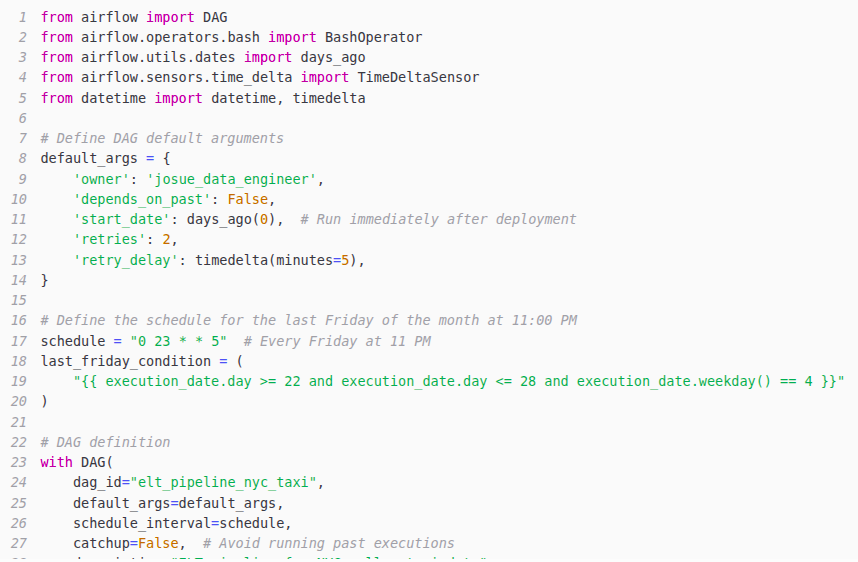 1 from airflow import DAG
2 from airflow.operators.bash import BashOperator
3 from airflow.utils.dates import days_ago
4 from airflow.sensors.time_delta import TimeDeltaSensor
5 from datetime import datetime, timedelta
6
7 # Define DAG default arguments
8 default_args = {
9     'owner': 'josue_data_engineer',
10     'depends_on_past': False,
11     'start_date': days_ago(0),  # Run immediately after deployment
12     'retries': 2,
13     'retry_delay': timedelta(minutes=5),
14 }
15
16 # Define the schedule for the last Friday of the month at 11:00 PM
17 schedule = "0 23 * * 5"  # Every Friday at 11 PM
18 last_friday_condition = (
19     "{{ execution_date.day >= 22 and execution_date.day <= 28 and execution_date.weekday() == 4 }}"
20 )
21
22 # DAG definition
23 with DAG(
24     dag_id="elt_pipeline_nyc_taxi",
25     default_args=default_args,
26     schedule_interval=schedule,
27     catchup=False,  # Avoid running past executions